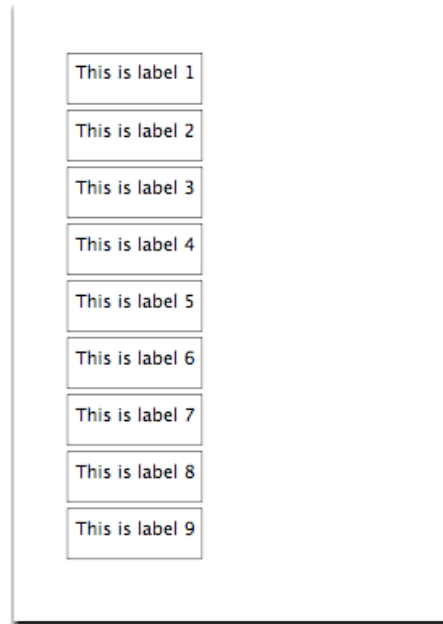 This is label 1
This is label 2
This is label 3
This is label 4
This is label 5
This is label 6
This is label 7
This is label 8
This is label 9